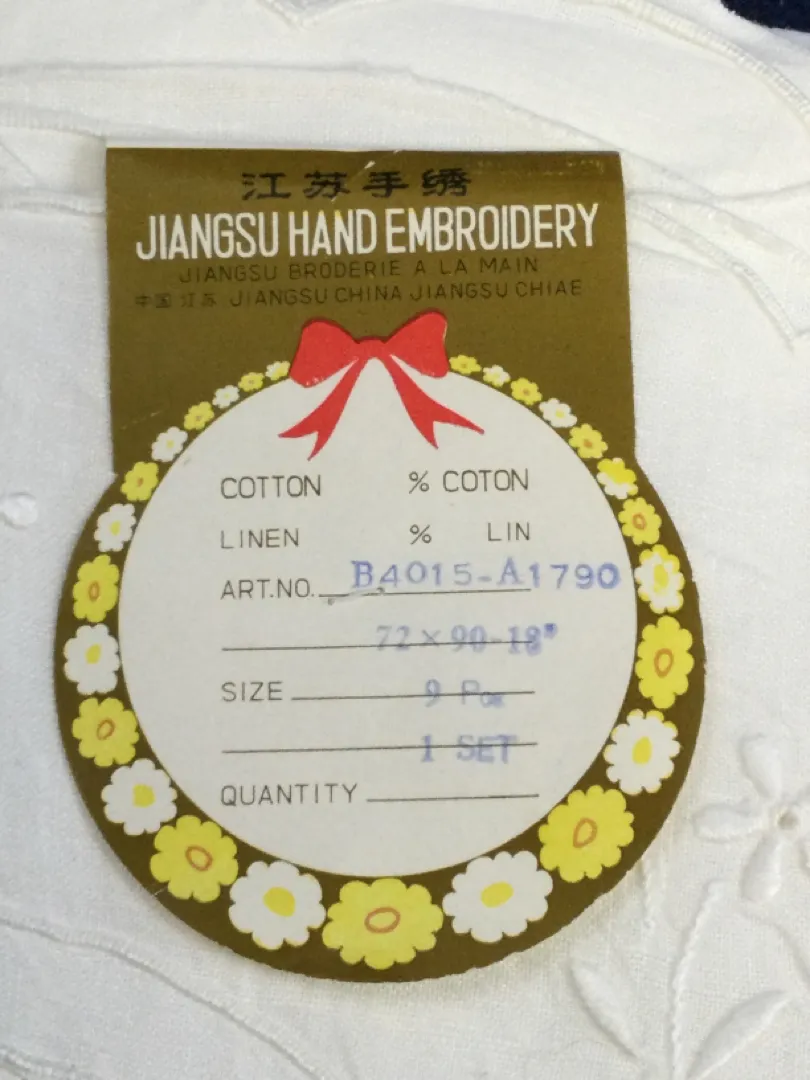 江苏手绣
JIANGSU HAND EMBROIDERY
JIANGSU BRODERIE A LA MAIN
中国 江苏 JIANGSU CHINA JIANGSU CHIAE
COTTON % COTON
LINEN % LIN
ART.NO. B4015-A1790
72×90-18"
SIZE 9 Pcs
1 SET
QUANTITY